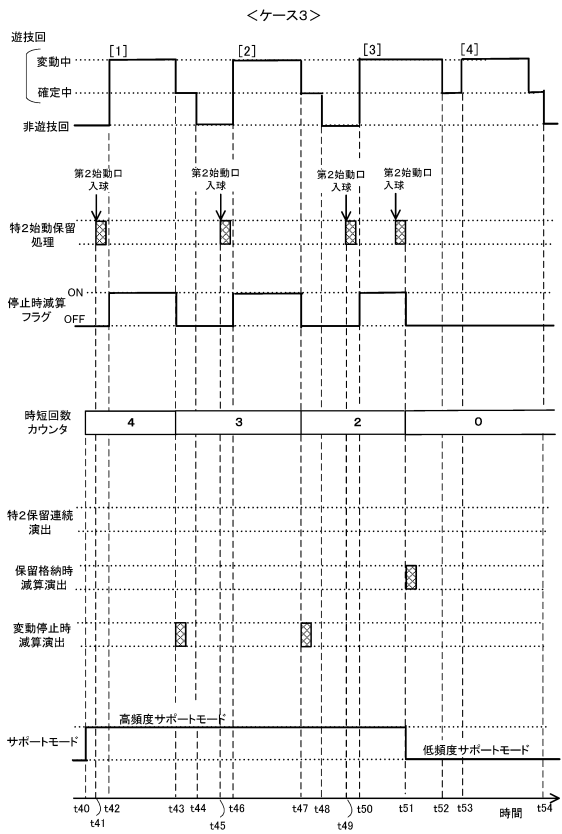 ＜ケース３＞
遊技回
変動中
確定中
非遊技回
[1] [2] [3] [4]
第2始動口入球 第2始動口入球 第2始動口入球 第2始動口入球
特2始動保留処理
停止時減算フラグ
ON
OFF
時短回数カウンタ
4 3 2 0
特2保留連続演出
保留格納時減算演出
変動停止時減算演出
高頻度サポートモード
サポートモード
低頻度サポートモード
t40 t42 t43 t44 t46 t47 t48 t50 t51 t52 t53 t54
t41 t45 t49
時間